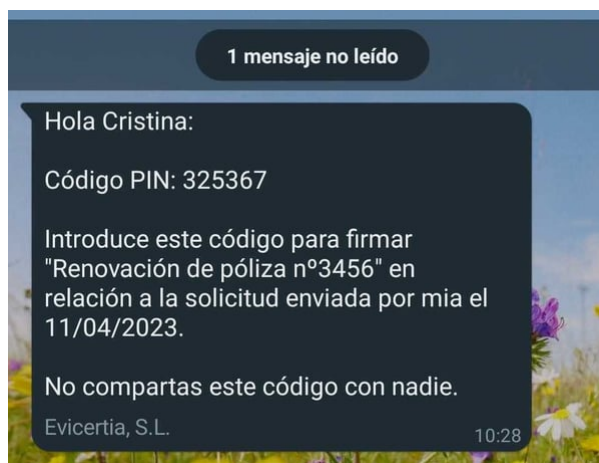 1 mensaje no leído
Hola Cristina:
Código PIN: 325367
Introduce este código para firmar
"Renovación de póliza nº3456" en
relación a la solicitud enviada por mia el
11/04/2023.
No compartas este código con nadie.
Evicertia, S.L.
10:28